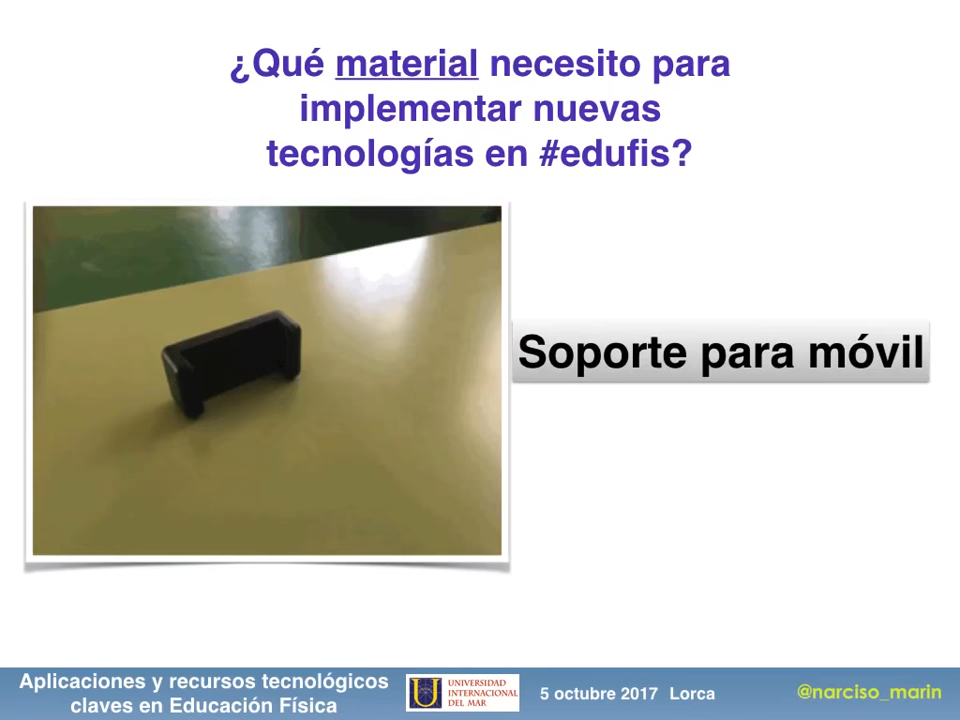 ¿Qué material necesito para
implementar nuevas
tecnologías en #edufis?
Soporte para móvil
Aplicaciones y recursos tecnológicos
claves en Educación Física
UNIVERSIDAD
INTERNACIONAL
DEL MAR
5 octubre 2017 Lorca
@narciso_marin